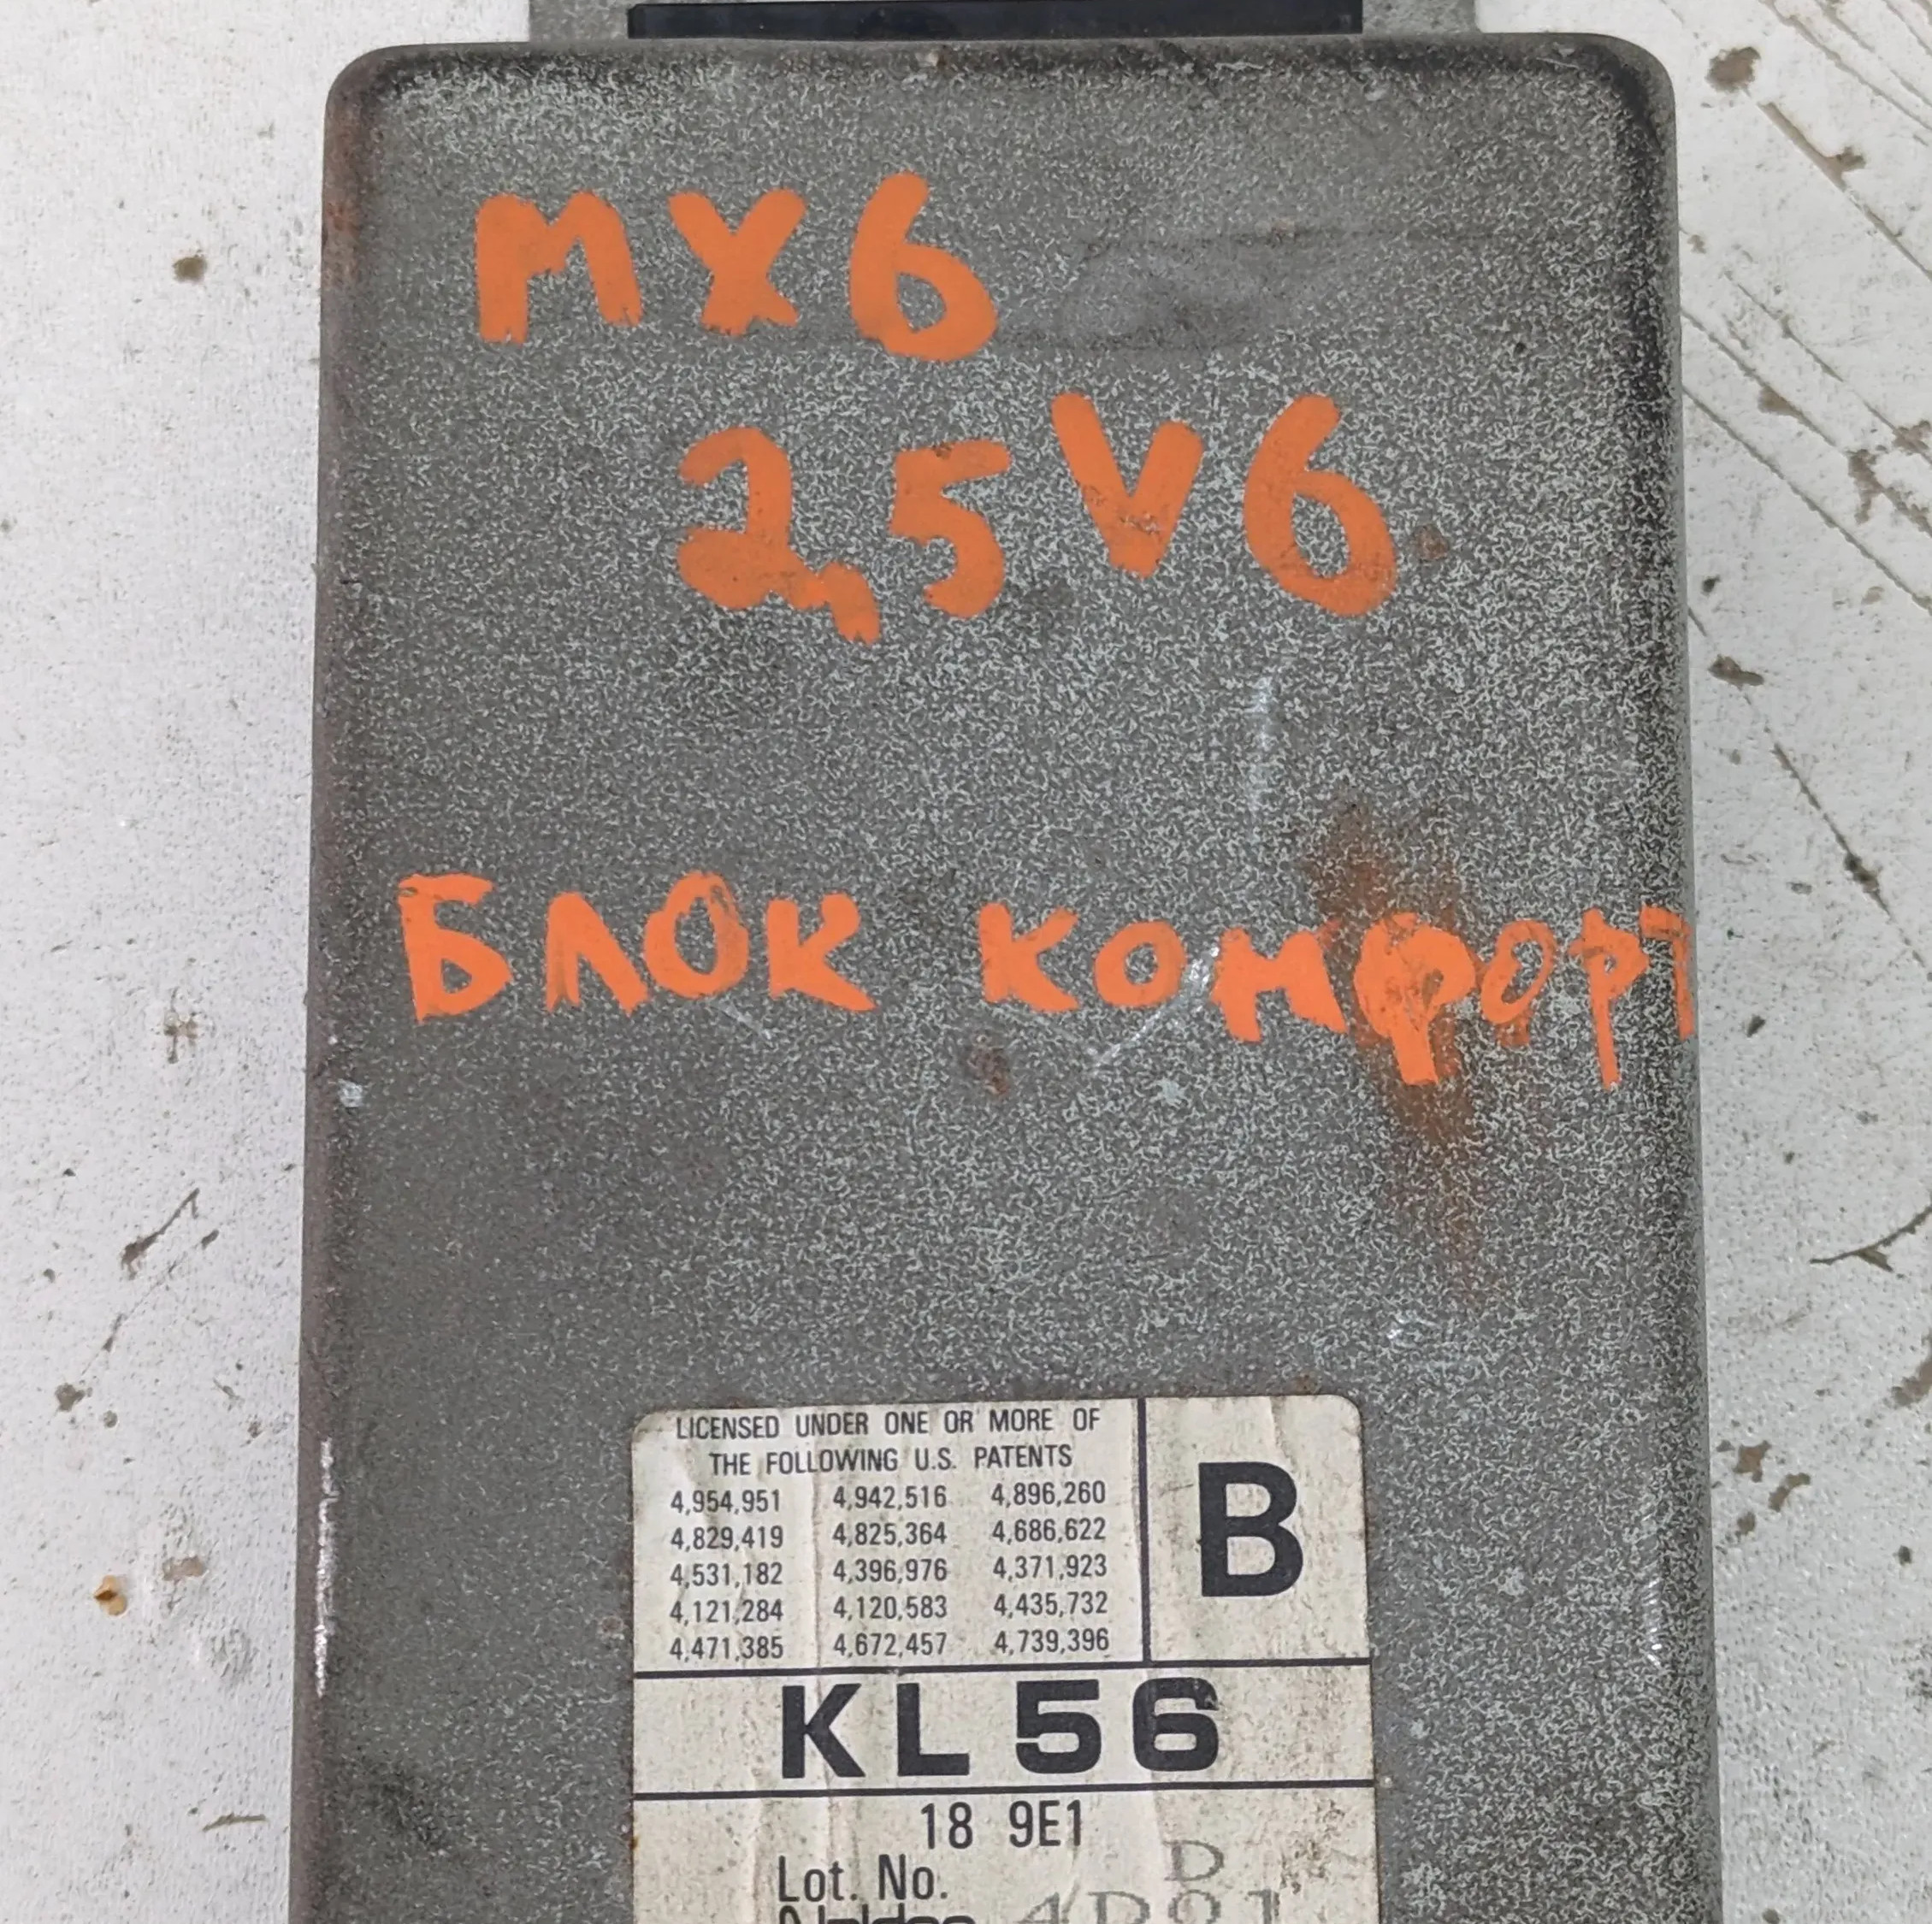 MX6
2,5 V6
БЛОК КОМФОРТ
LICENSED UNDER ONE OR MORE OF
THE FOLLOWING U.S. PATENTS
4,954,951 4,942,516 4,896,260
4,829,419 4,825,364 4,686,622
4,531,182 4,396,976 4,371,923
4,121,284 4,120,583 4,435,732
4,471,385 4,672,457 4,739,396
B
KL56
18 9E1
D
Lot. No.